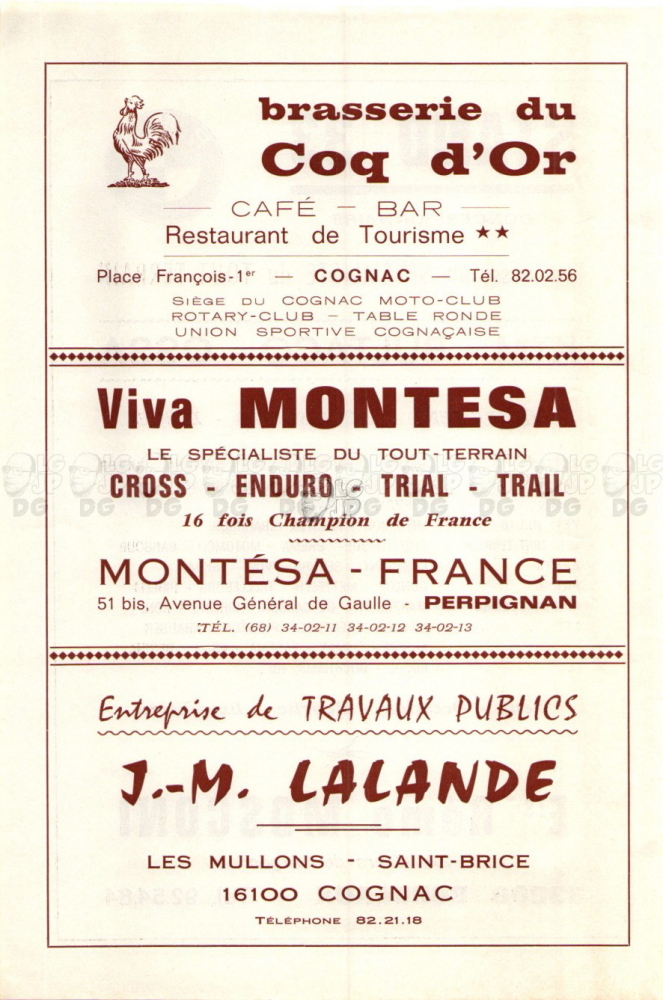 brasserie du
Coq d'Or
CAFÉ – BAR
Restaurant de Tourisme ★★
Place François-1er — COGNAC — Tél. 82.02.56
SIÈGE DU COGNAC MOTO-CLUB
ROTARY-CLUB – TABLE RONDE
UNION SPORTIVE COGNAÇAISE
Viva MONTESA
LE SPÉCIALISTE DU TOUT-TERRAIN
CROSS - ENDURO - TRIAL - TRAIL
16 fois Champion de France
MONTÉSA - FRANCE
51 bis, Avenue Général de Gaulle - PERPIGNAN
TÉL. (68) 34-02-11 34-02-12 34-02-13
Entreprise de TRAVAUX PUBLICS
J.-M. LALANDE
LES MULLONS - SAINT-BRICE
16100 COGNAC
TÉLÉPHONE 82.21.18